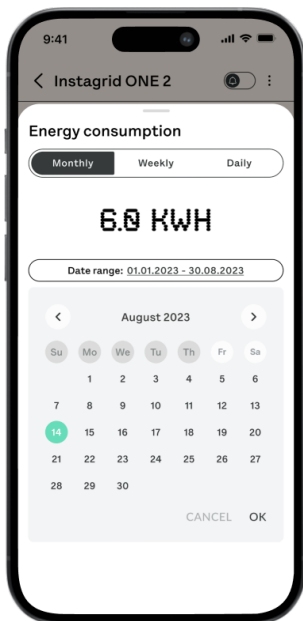 9:41
Instagrid ONE 2
Energy consumption
Monthly Weekly Daily
6.0 KWH
Date range: 01.01.2023 - 30.08.2023
August 2023
Su Mo We Tu Th Fr Sa
1 2 3 4 5 6
7 8 9 10 11 12 13
14 15 16 17 18 19 20
21 22 23 24 25 26 27
28 29 30
CANCEL OK